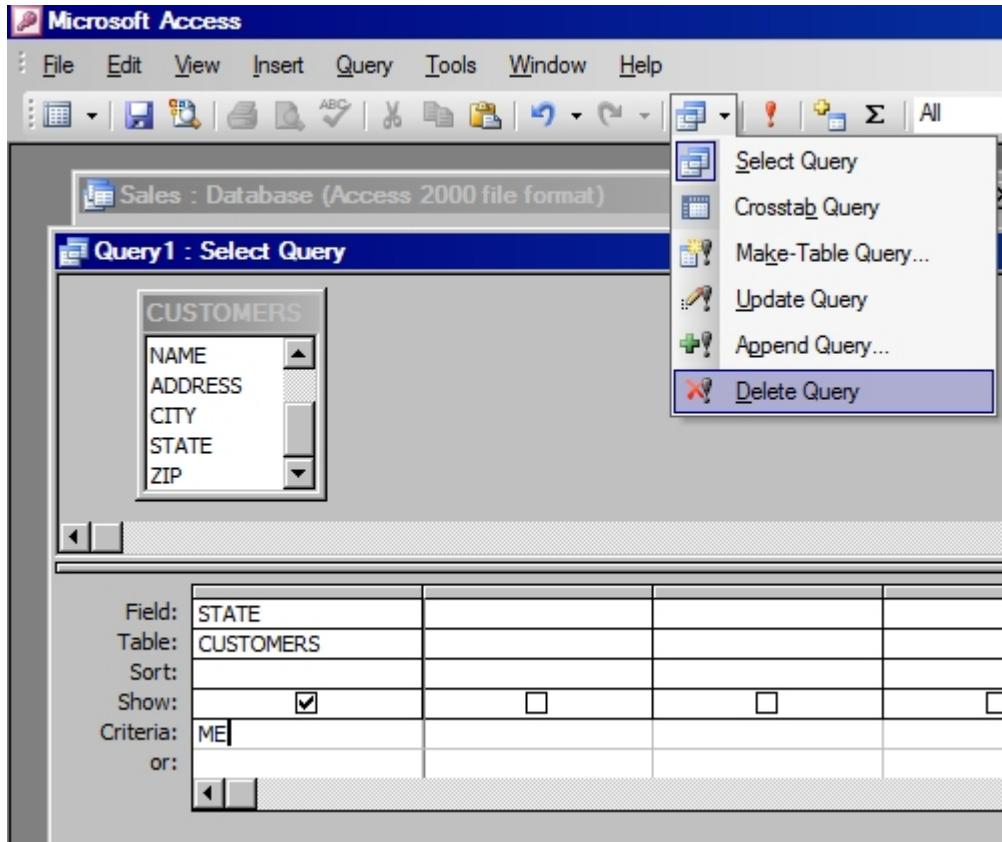 Microsoft Access
File Edit View Insert Query Tools Window Help
ABC Σ All
Select Query
Sales : Database (Access 2000 file format)
Crosstab Query
Query1 : Select Query
Make-Table Query...
Update Query
Append Query...
Delete Query
CUSTOMERS
NAME
ADDRESS
CITY
STATE
ZIP
Field: STATE
Table: CUSTOMERS
Sort:
Show:
Criteria: ME
or: